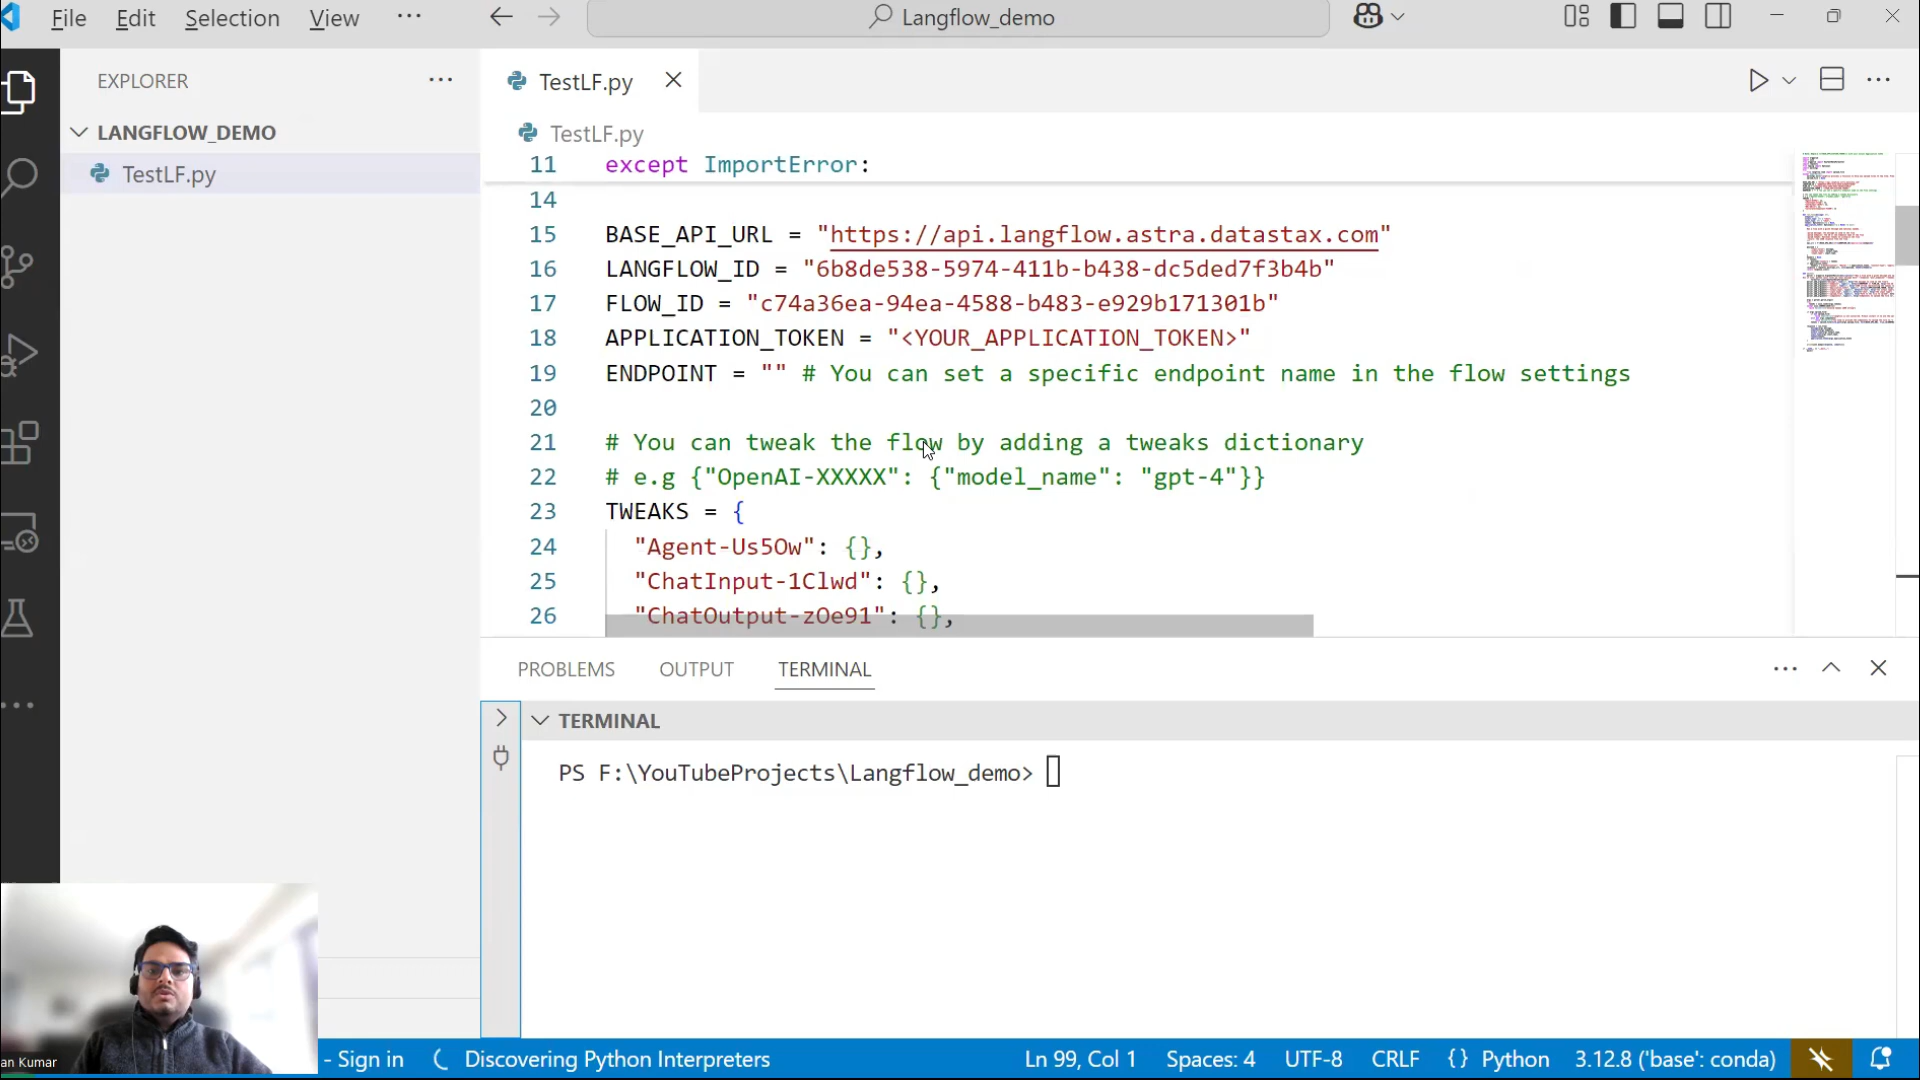 File Edit Selection View ···
Langflow_demo
EXPLORER ···
LANGFLOW_DEMO
TestLF.py
TestLF.py
TestLF.py
11 except ImportError:
14
15 BASE_API_URL = "https://api.langflow.astra.datastax.com"
16 LANGFLOW_ID = "6b8de538-5974-411b-b438-dc5ded7f3b4b"
17 FLOW_ID = "c74a36ea-94ea-4588-b483-e929b171301b"
18 APPLICATION_TOKEN = "<YOUR_APPLICATION_TOKEN>"
19 ENDPOINT = "" # You can set a specific endpoint name in the flow settings
20
21 # You can tweak the flow by adding a tweaks dictionary
22 # e.g {"OpenAI-XXXXX": {"model_name": "gpt-4"}}
23 TWEAKS = {
24 "Agent-Us5Ow": {},
25 "ChatInput-1Clwd": {},
26 "ChatOutput-zOe91": {},
PROBLEMS OUTPUT TERMINAL
TERMINAL
PS F:\YouTubeProjects\Langflow_demo>
an Kumar
- Sign in Discovering Python Interpreters Ln 99, Col 1 Spaces: 4 UTF-8 CRLF {} Python 3.12.8 ('base': conda)